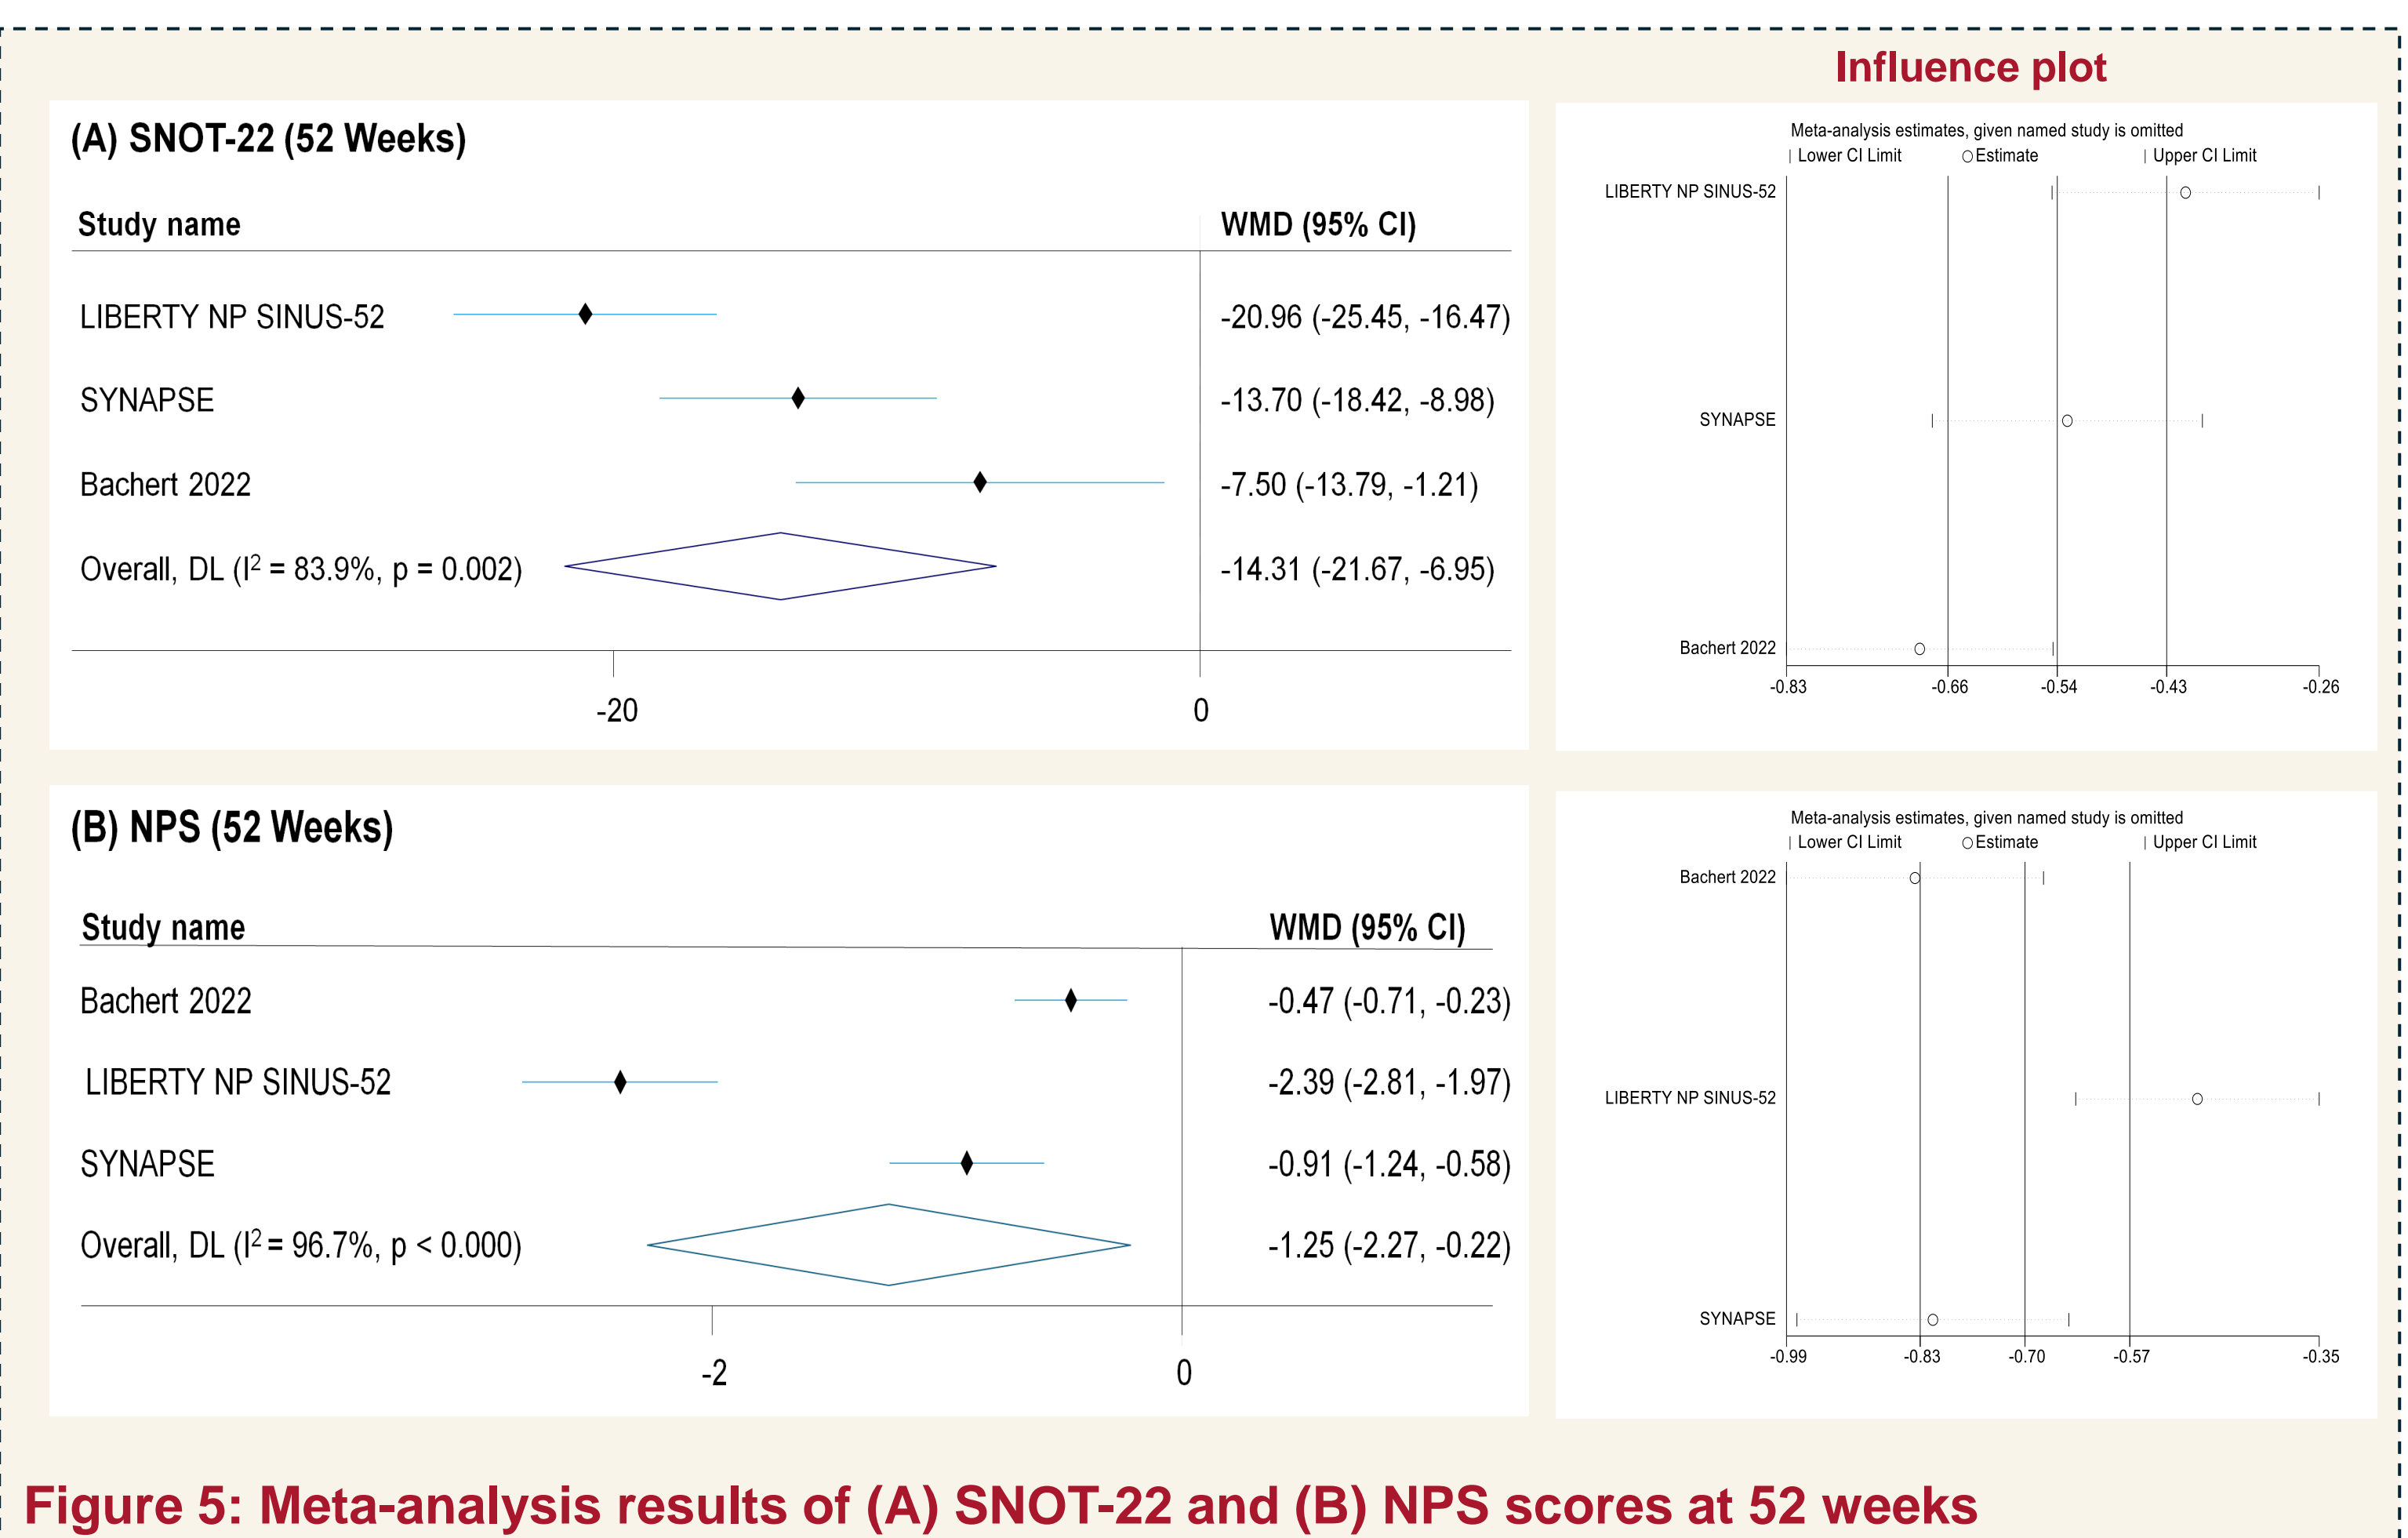 Influence plot
(A) SNOT-22 (52 Weeks)
Study name WMD (95% CI)
LIBERTY NP SINUS-52 -20.96 (-25.45, -16.47)
SYNAPSE -13.70 (-18.42, -8.98)
Bachert 2022 -7.50 (-13.79, -1.21)
Overall, DL (I² = 83.9%, p = 0.002) -14.31 (-21.67, -6.95)
-20 0
Meta-analysis estimates, given named study is omitted
| Lower CI Limit ○ Estimate | Upper CI Limit
LIBERTY NP SINUS-52
SYNAPSE
Bachert 2022
-0.83 -0.66 -0.54 -0.43 -0.26
(B) NPS (52 Weeks)
Study name WMD (95% CI)
Bachert 2022 -0.47 (-0.71, -0.23)
LIBERTY NP SINUS-52 -2.39 (-2.81, -1.97)
SYNAPSE -0.91 (-1.24, -0.58)
Overall, DL (I² = 96.7%, p < 0.000) -1.25 (-2.27, -0.22)
-2 0
Meta-analysis estimates, given named study is omitted
| Lower CI Limit ○ Estimate | Upper CI Limit
Bachert 2022
LIBERTY NP SINUS-52
SYNAPSE
-0.99 -0.83 -0.70 -0.57 -0.35
Figure 5: Meta-analysis results of (A) SNOT-22 and (B) NPS scores at 52 weeks